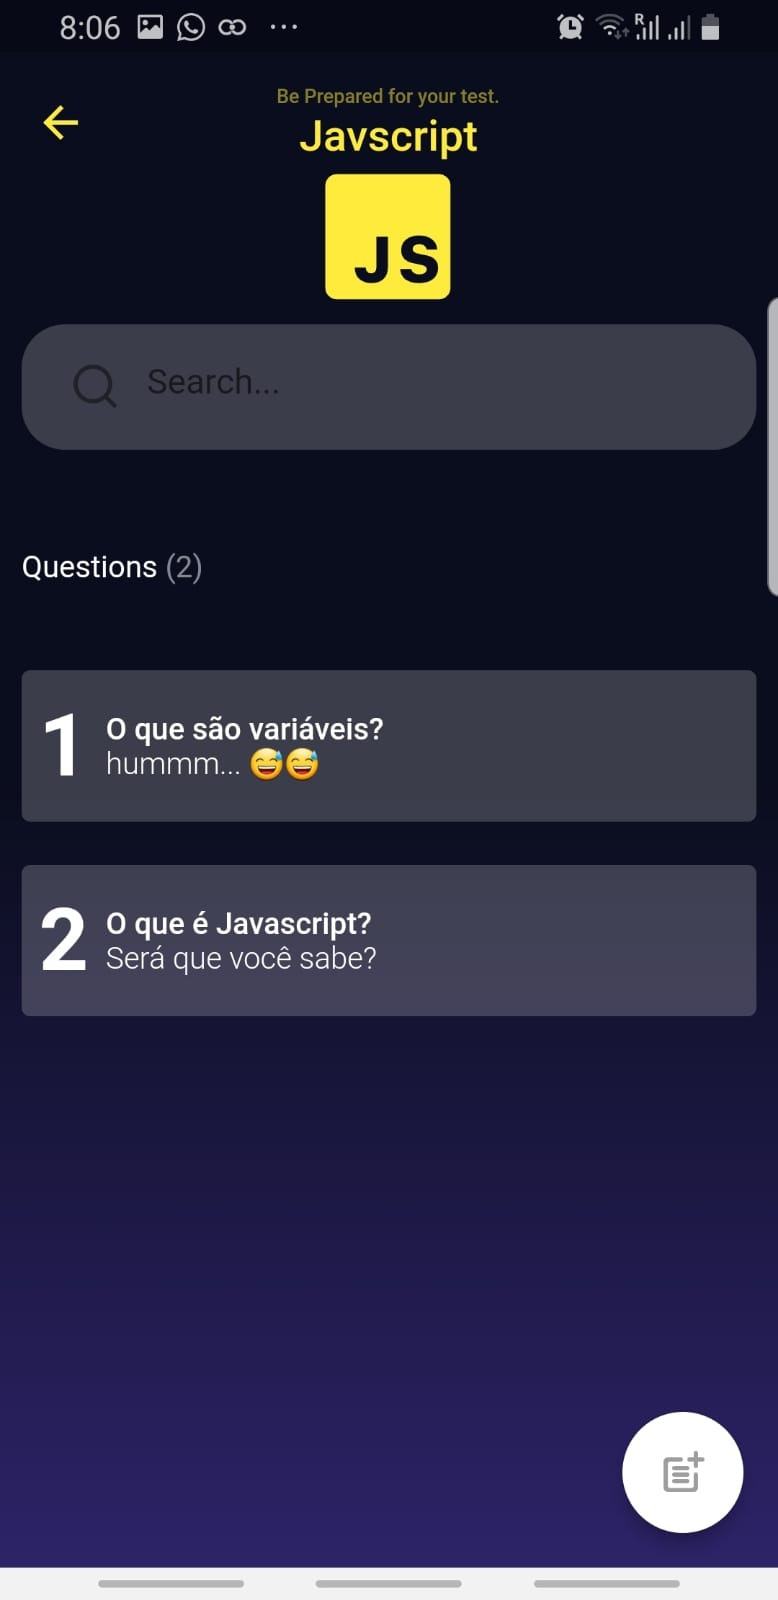 8:06
R
Be Prepared for your test.
Javscript
JS
Search...
Questions (2)
1
O que são variáveis?
hummm... 😅😅
2
O que é Javascript?
Será que você sabe?